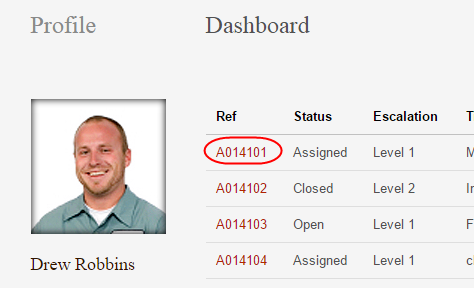 Profile
Dashboard
Ref Status Escalation T
A014101 Assigned Level 1 M
A014102 Closed Level 2 In
A014103 Open Level 1 F
A014104 Assigned Level 1 c
Drew Robbins